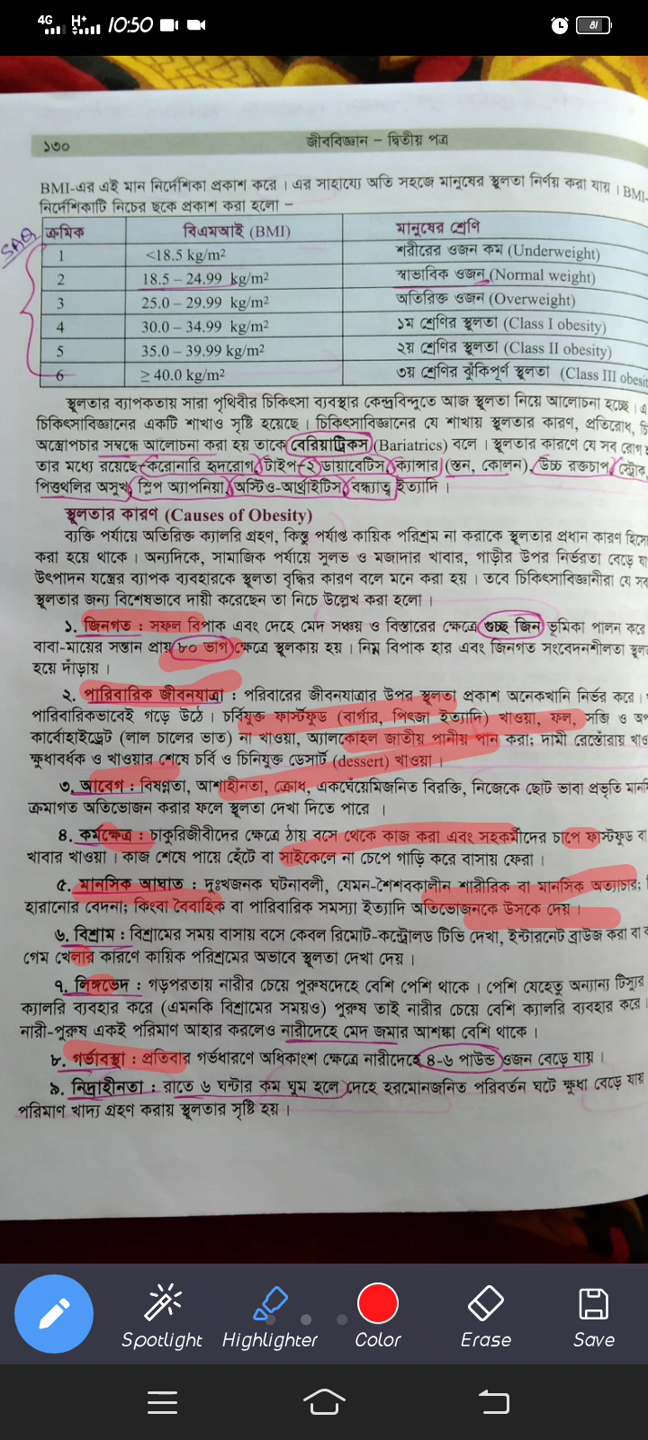 4G H+ 10:50 81
১৩০ জীববিজ্ঞান – দ্বিতীয় পত্র
BMI-এর এই মান নির্দেশিকা প্রকাশ করে। এর সাহায্যে অতি সহজে মানুষের স্থূলতা নির্ণয় করা যায়। BMI-
নির্দেশিকাটি নিচের ছকে প্রকাশ করা হলো –
SAQ
ক্রমিক বিএমআই (BMI) মানুষের শ্রেণি
1 <18.5 kg/m² শরীরের ওজন কম (Underweight)
2 18.5 – 24.99 kg/m² স্বাভাবিক ওজন (Normal weight)
3 25.0 – 29.99 kg/m² অতিরিক্ত ওজন (Overweight)
4 30.0 – 34.99 kg/m² ১ম শ্রেণির স্থূলতা (Class I obesity)
5 35.0 – 39.99 kg/m² ২য় শ্রেণির স্থূলতা (Class II obesity)
6 ≥ 40.0 kg/m² ৩য় শ্রেণির ঝুঁকিপূর্ণ স্থূলতা (Class III obesit
স্থূলতার ব্যাপকতায় সারা পৃথিবীর চিকিৎসা ব্যবস্থার কেন্দ্রবিন্দুতে আজ স্থূলতা নিয়ে আলোচনা হচ্ছে। এ
চিকিৎসাবিজ্ঞানের একটি শাখাও সৃষ্টি হয়েছে। চিকিৎসাবিজ্ঞানের যে শাখায় স্থূলতার কারণ, প্রতিরোধ, চি
অস্ত্রোপচার সম্বন্ধে আলোচনা করা হয় তাকে বেরিয়াট্রিকস (Bariatrics) বলে। স্থূলতার কারণে যে সব রোগ
তার মধ্যে রয়েছে–করোনারি হৃদরোগ, টাইপ–২ ডায়াবেটিস, ক্যান্সার (স্তন, কোলন), উচ্চ রক্তচাপ, স্ট্রোক,
পিত্তথলির অসুখ, স্লিপ অ্যাপনিয়া, অস্টিও-আর্থ্রাইটিস, বন্ধ্যাত্ব ইত্যাদি।
স্থূলতার কারণ (Causes of Obesity)
ব্যক্তি পর্যায়ে অতিরিক্ত ক্যালরি গ্রহণ, কিন্তু পর্যাপ্ত কায়িক পরিশ্রম না করাকে স্থূলতার প্রধান কারণ হিসে
করা হয়ে থাকে। অন্যদিকে, সামাজিক পর্যায়ে সুলভ ও মজাদার খাবার, গাড়ীর উপর নির্ভরতা বেড়ে যা
উৎপাদন যন্ত্রের ব্যাপক ব্যবহারকে স্থূলতা বৃদ্ধির কারণ বলে মনে করা হয়। তবে চিকিৎসাবিজ্ঞানীরা যে সব
স্থূলতার জন্য বিশেষভাবে দায়ী করেছেন তা নিচে উল্লেখ করা হলো।
১. জিনগত : সফল বিপাক এবং দেহে মেদ সঞ্চয় ও বিস্তারের ক্ষেত্রে গুচ্ছ জিন ভূমিকা পালন করে
বাবা-মায়ের সন্তান প্রায় ৮০ ভাগ ক্ষেত্রে স্থূলকায় হয়। নিম্ন বিপাক হার এবং জিনগত সংবেদনশীলতা স্থূল
হয়ে দাঁড়ায়।
২. পারিবারিক জীবনযাত্রা : পরিবারের জীবনযাত্রার উপর স্থূলতা প্রকাশ অনেকখানি নির্ভর করে।
পারিবারিকভাবেই গড়ে উঠে। চর্বিযুক্ত ফাস্টফুড (বার্গার, পিৎজা ইত্যাদি) খাওয়া, ফল, সব্জি ও অপ
কার্বোহাইড্রেট (লাল চালের ভাত) না খাওয়া, অ্যালকোহল জাতীয় পানীয় পান করা; দামী রেস্তোঁরায় খাও
ক্ষুধাবর্ধক ও খাওয়ার শেষে চর্বি ও চিনিযুক্ত ডেসার্ট (dessert) খাওয়া।
৩. আবেগ : বিষণ্নতা, আশাহীনতা, ক্রোধ, একঘেঁয়েমিজনিত বিরক্তি, নিজেকে ছোট ভাবা প্রভৃতি মানসি
ক্রমাগত অতিভোজন করার ফলে স্থূলতা দেখা দিতে পারে।
৪. কর্মক্ষেত্র : চাকুরিজীবীদের ক্ষেত্রে ঠায় বসে থেকে কাজ করা এবং সহকর্মীদের চাপে ফাস্টফুড বা
খাবার খাওয়া। কাজ শেষে পায়ে হেঁটে বা সাইকেলে না চেপে গাড়ি করে বাসায় ফেরা।
৫. মানসিক আঘাত : দুঃখজনক ঘটনাবলী, যেমন-শৈশবকালীন শারীরিক বা মানসিক অত্যাচার;
হারানোর বেদনা; কিংবা বৈবাহিক বা পারিবারিক সমস্যা ইত্যাদি অতিভোজনকে উসকে দেয়।
৬. বিশ্রাম : বিশ্রামের সময় বাসায় বসে কেবল রিমোট-কন্ট্রোলড টিভি দেখা, ইন্টারনেট ব্রাউজ করা বা ক
গেম খেলার কারণে কায়িক পরিশ্রমের অভাবে স্থূলতা দেখা দেয়।
৭. লিঙ্গভেদ : গড়পরতায় নারীর চেয়ে পুরুষদেহে বেশি পেশি থাকে। পেশি যেহেতু অন্যান্য টিস্যুর
ক্যালরি ব্যবহার করে (এমনকি বিশ্রামের সময়ও) পুরুষ তাই নারীর চেয়ে বেশি ক্যালরি ব্যবহার করে।
নারী-পুরুষ একই পরিমাণ আহার করলেও নারীদেহে মেদ জমার আশঙ্কা বেশি থাকে।
৮. গর্ভাবস্থা : প্রতিবার গর্ভধারণে অধিকাংশ ক্ষেত্রে নারীদেহে ৪-৬ পাউন্ড ওজন বেড়ে যায়।
৯. নিদ্রাহীনতা : রাতে ৬ ঘন্টার কম ঘুম হলে দেহে হরমোনজনিত পরিবর্তন ঘটে ক্ষুধা বেড়ে যায়
পরিমাণ খাদ্য গ্রহণ করায় স্থূলতার সৃষ্টি হয়।
Spotlight Highlighter Color Erase Save